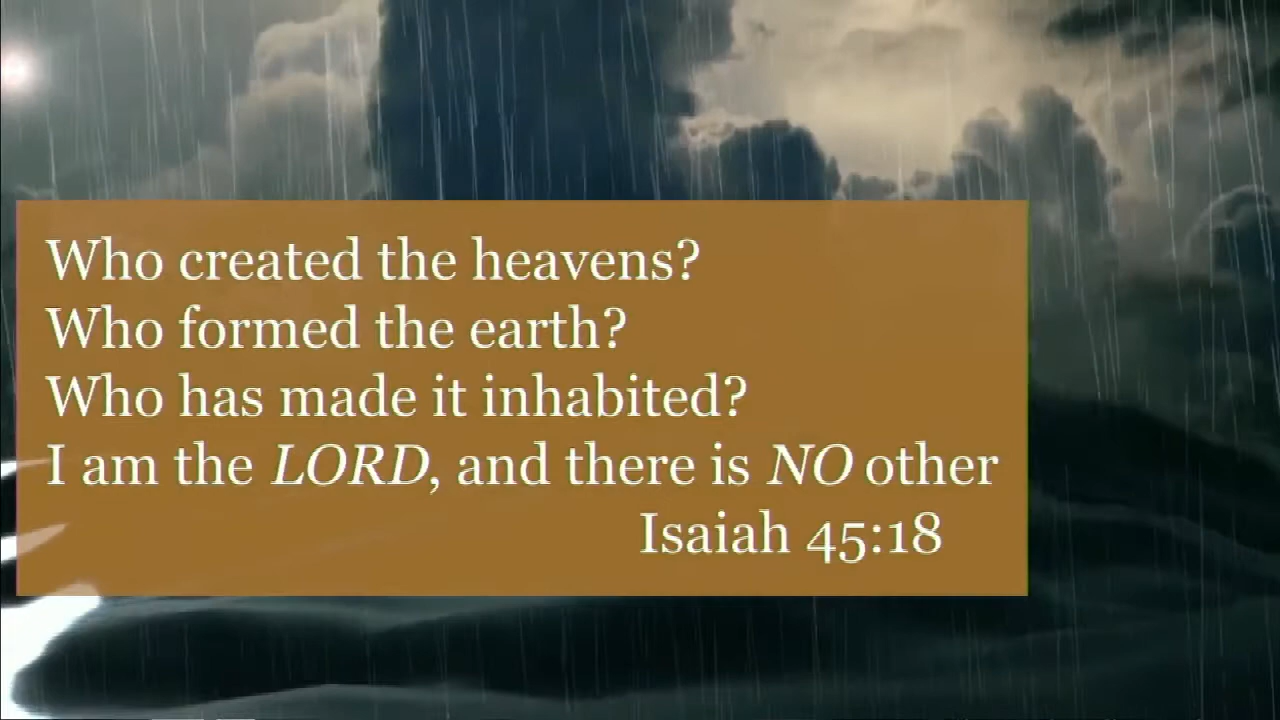 Who created the heavens?
Who formed the earth?
Who has made it inhabited?
I am the LORD, and there is NO other
Isaiah 45:18